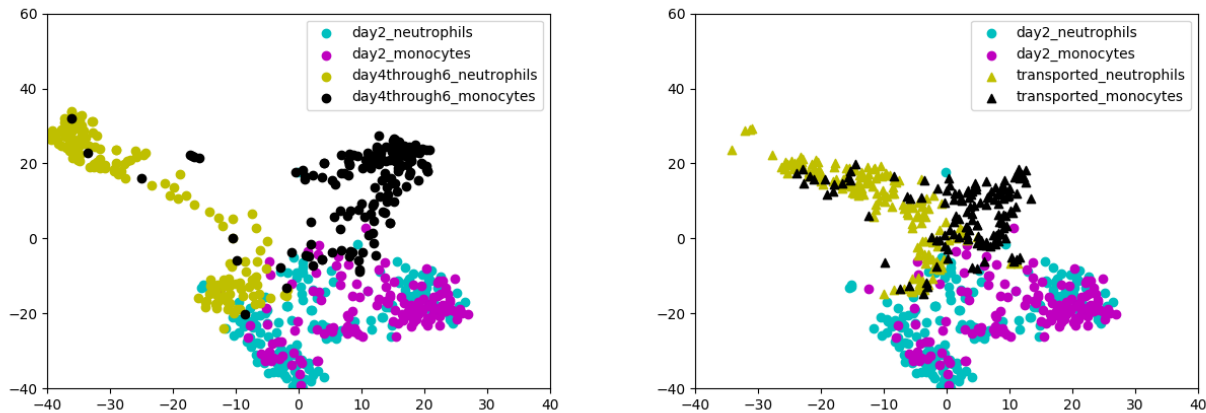 60
40
20
0
−20
−40
−40 −30 −20 −10 0 10 20 30 40
day2_neutrophils
day2_monocytes
day4through6_neutrophils
day4through6_monocytes
60
40
20
0
−20
−40
−40 −30 −20 −10 0 10 20 30 40
day2_neutrophils
day2_monocytes
transported_neutrophils
transported_monocytes